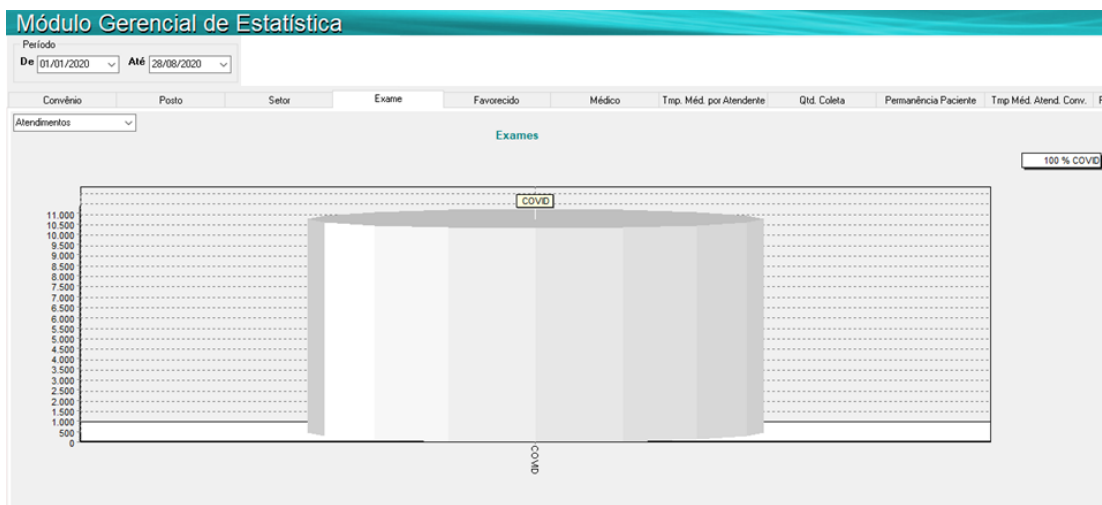 Módulo Gerencial de Estatística
Período
De 01/01/2020 Até 28/08/2020
Convênio Posto Setor Exame Favorecido Médico Tmp. Méd. por Atendente Qtd. Coleta Permanência Paciente Tmp Méd. Atend. Conv.
Atendimentos
Exames
100 % COVID
COVID
11.000
10.500
10.000
9.500
9.000
8.500
8.000
7.500
7.000
6.500
6.000
5.500
5.000
4.500
4.000
3.500
3.000
2.500
2.000
1.500
1.000
500
0
COVID